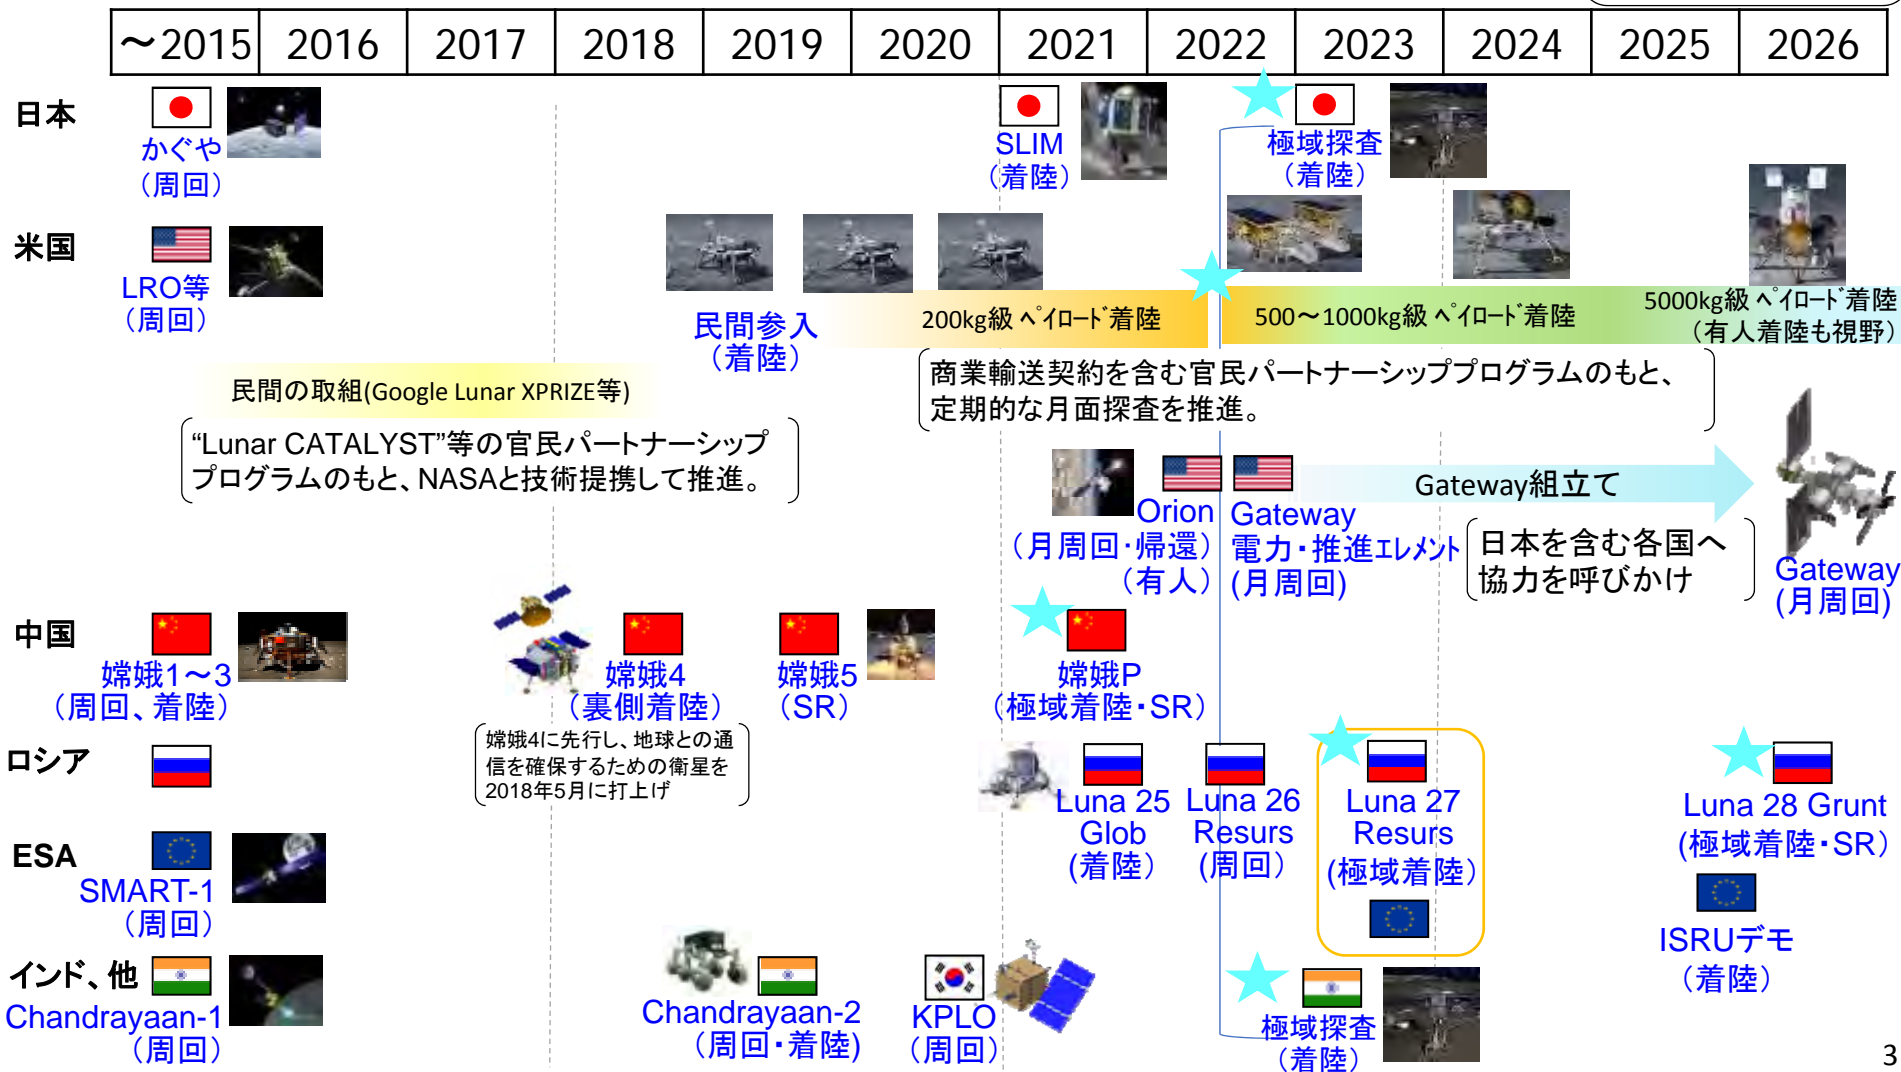 ～2015 2016 2017 2018 2019 2020 2021 2022 2023 2024 2025 2026
日本
かぐや
（周回）
SLIM
（着陸）
極域探査
（着陸）
米国
LRO等
（周回）
民間参入
（着陸）
200kg級 ﾍﾟｲﾛｰﾄﾞ着陸
500～1000kg級 ﾍﾟｲﾛｰﾄﾞ着陸
5000kg級 ﾍﾟｲﾛｰﾄﾞ着陸
（有人着陸も視野）
民間の取組(Google Lunar XPRIZE等)
“Lunar CATALYST”等の官民パートナーシップ
プログラムのもと、NASAと技術提携して推進。
商業輸送契約を含む官民パートナーシッププログラムのもと、
定期的な月面探査を推進。
Orion
（月周回・帰還）
（有人）
Gateway
電力・推進ｴﾚﾒﾝﾄ
(月周回)
Gateway組立て
日本を含む各国へ
協力を呼びかけ
Gateway
(月周回)
中国
嫦娥1～3
（周回、着陸）
嫦娥4
（裏側着陸）
嫦娥5
（SR）
嫦娥P
（極域着陸・SR）
嫦娥4に先行し、地球との通
信を確保するための衛星を
2018年5月に打上げ
ロシア
Luna 25
Glob
(着陸）
Luna 26
Resurs
(周回）
Luna 27
Resurs
(極域着陸）
Luna 28 Grunt
(極域着陸・SR）
ESA
SMART-1
（周回）
ISRUデモ
（着陸）
インド、他
Chandrayaan-1
（周回）
Chandrayaan-2
（周回・着陸)
KPLO
（周回）
極域探査
（着陸）
3